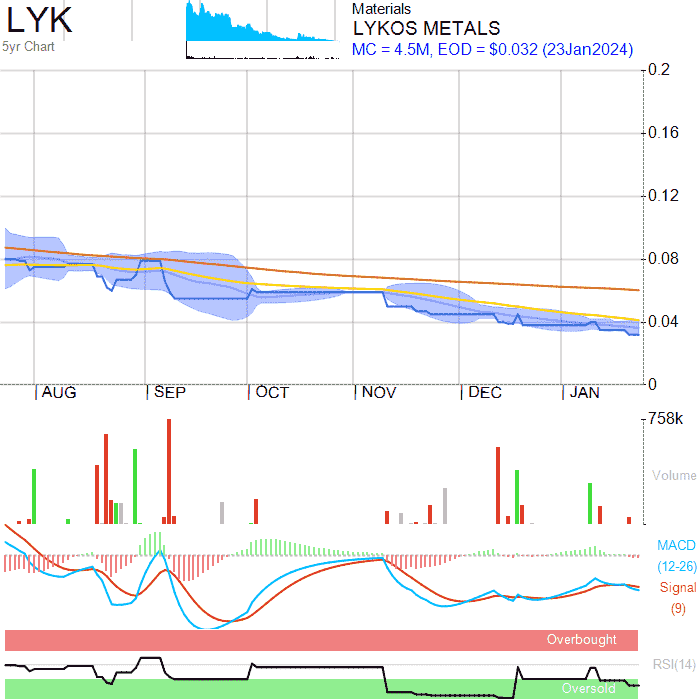 LYK
5yr Chart
Materials
LYKOS METALS
MC = 4.5M, EOD = $0.032 (23Jan2024)
0.2
0.16
0.12
0.08
0.04
0
AUG SEP OCT NOV DEC JAN
758k
Volume
MACD
(12-26)
Signal
(9)
Overbought
RSI(14)
Oversold